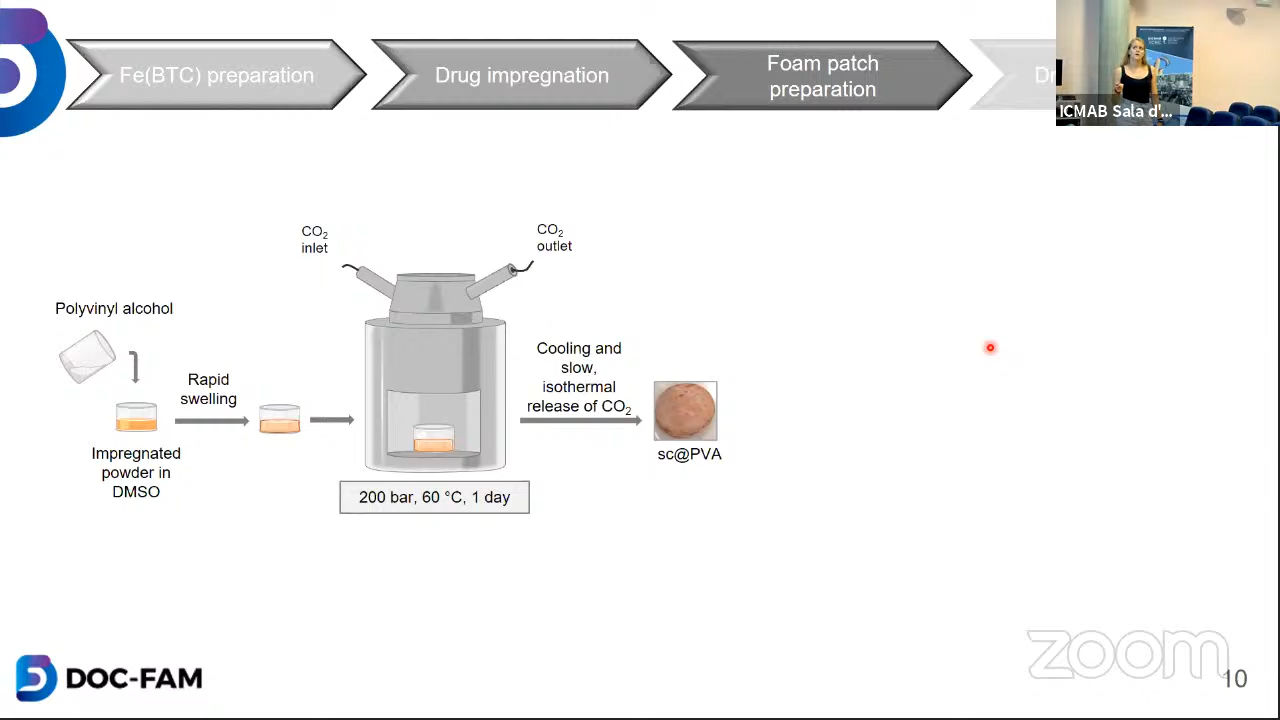 Fe(BTC) preparation
Drug impregnation
Foam patch
preparation
ICMAB Sala d'...
CO2
inlet
CO2
outlet
Polyvinyl alcohol
Rapid
swelling
Impregnated
powder in
DMSO
Cooling and
slow,
isothermal
release of CO2
sc@PVA
200 bar, 60 °C, 1 day
DOC-FAM
zoom
10